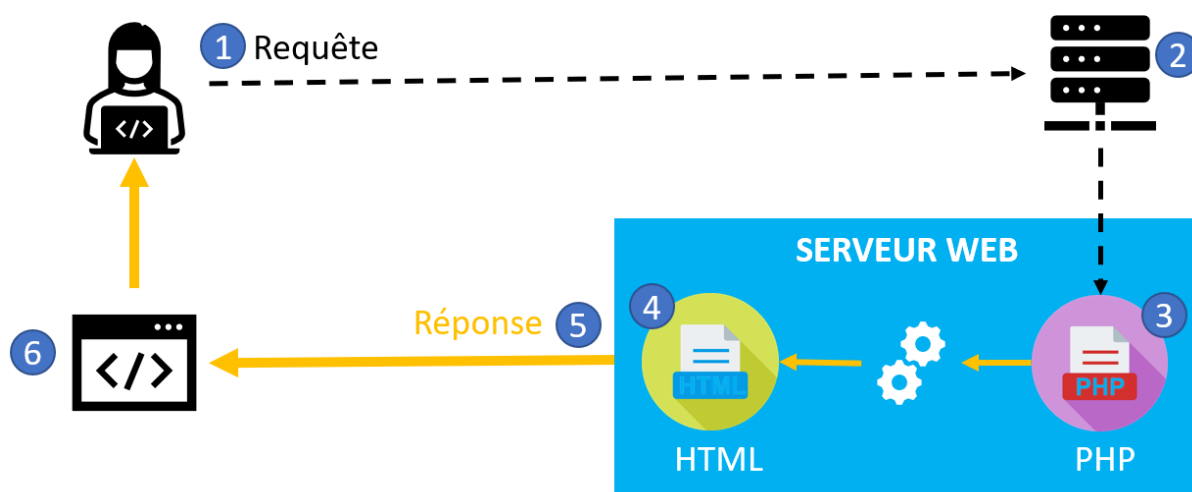 1 Requête
2
</>
SERVEUR WEB
4
3
Réponse 5
6
</>
HTML
PHP
HTML
PHP